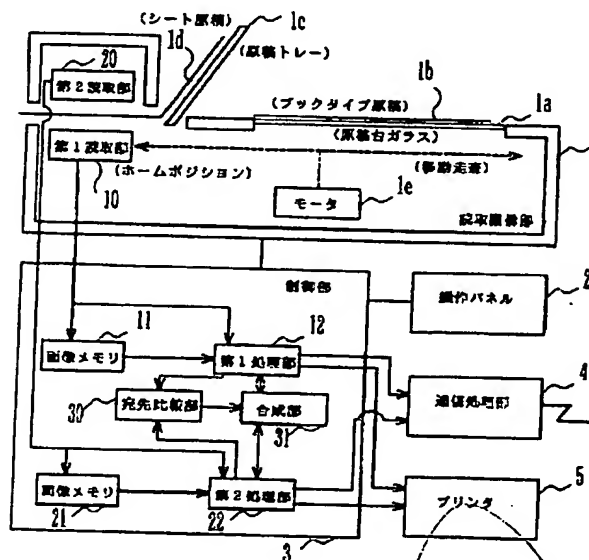 (シート原稿)
1c
1d
(原稿トレー)
20
第2読取部
(ブックタイプ原稿)
1b
1a
第1読取部
(原稿台ガラス)
(ホームポジション)
(移動走査)
10
モータ
1e
読取機構部
制御部
操作パネル
2
11
12
画像メモリ
第1処理部
4
通信処理部
30
宛先比較部
合成部
31
5
画像メモリ
第2処理部
プリンタ
21
22
3